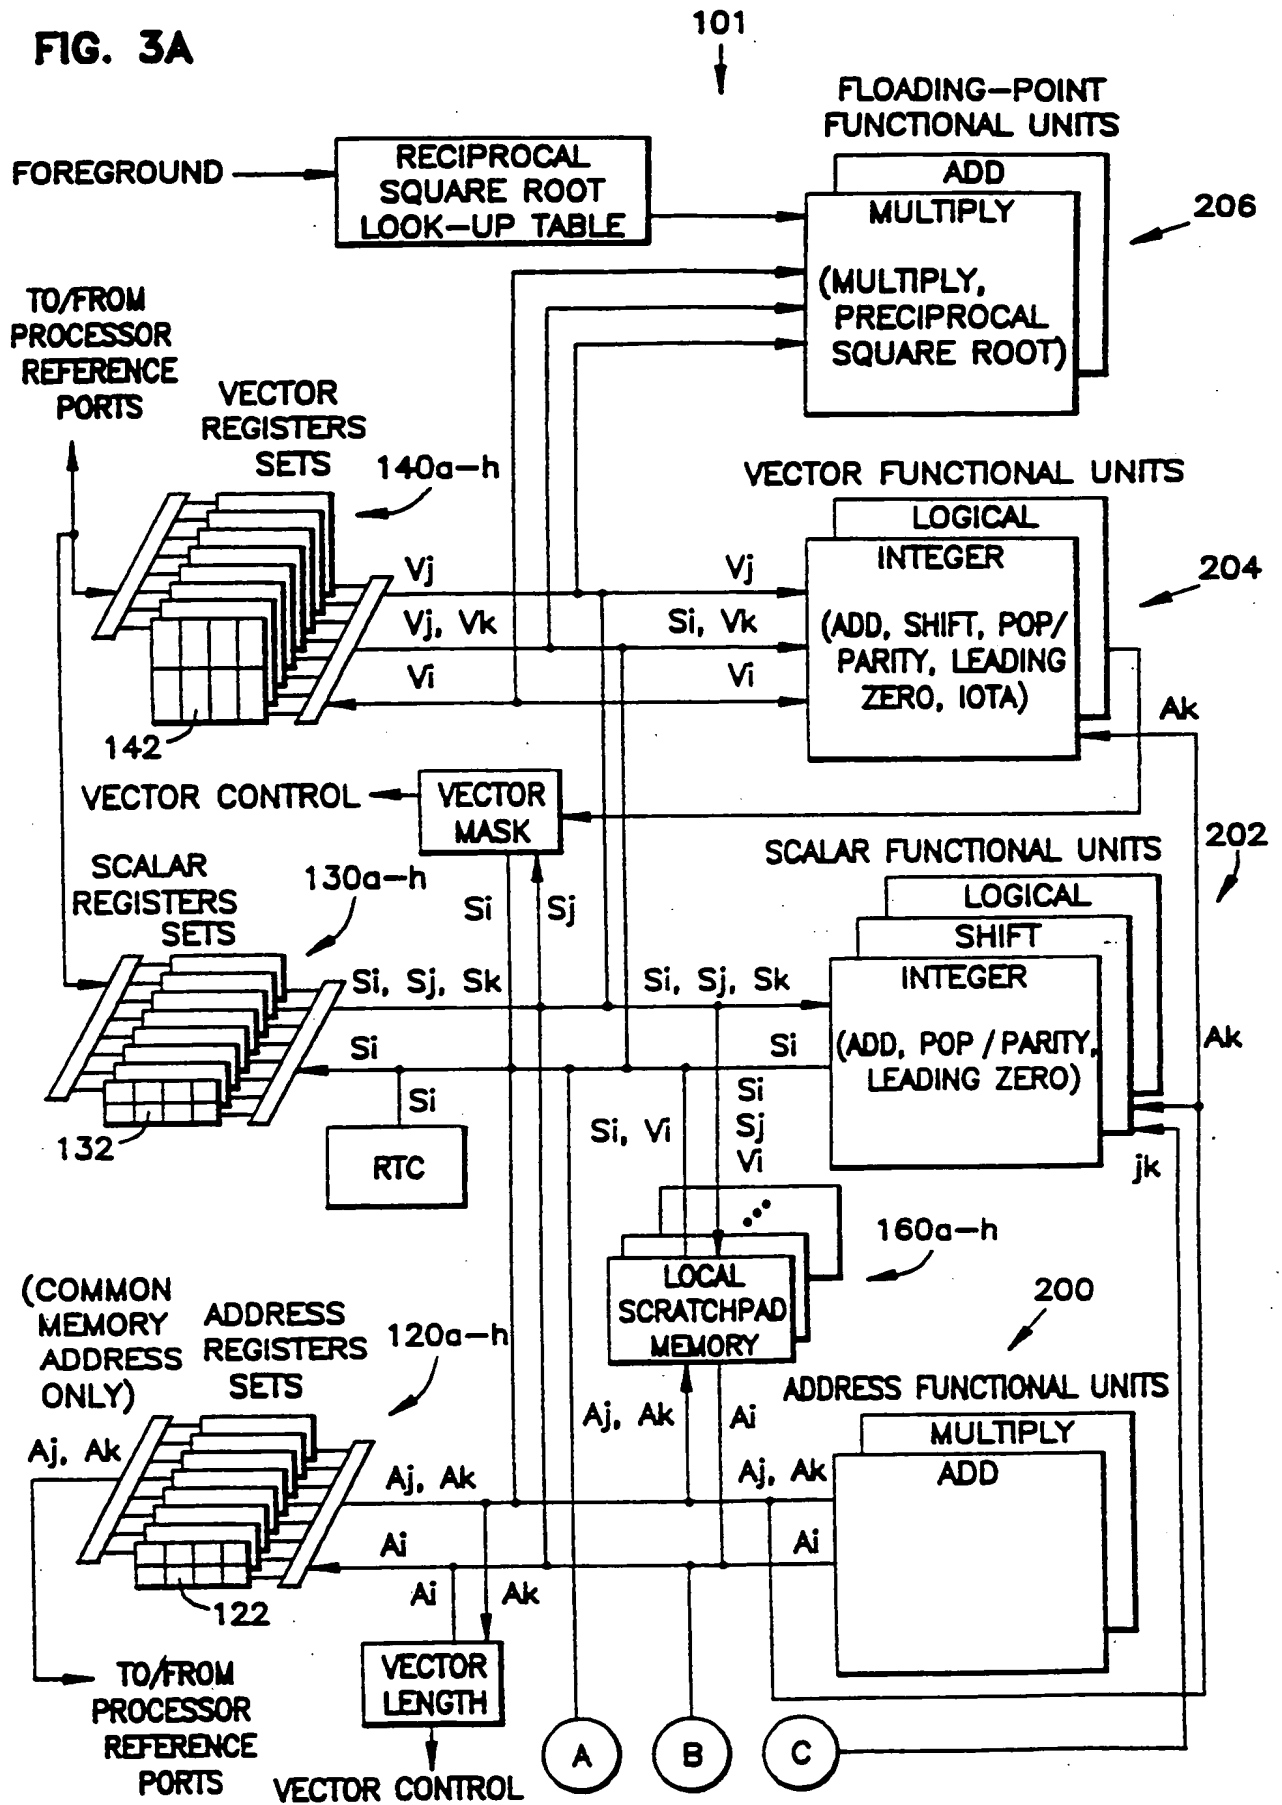 FIG. 3A
101
FLOADING-POINT
FUNCTIONAL UNITS
ADD
MULTIPLY
(MULTIPLY,
PRECIPROCAL
SQUARE ROOT)
206
FOREGROUND
RECIPROCAL
SQUARE ROOT
LOOK-UP TABLE
TO/FROM
PROCESSOR
REFERENCE
PORTS
VECTOR
REGISTERS
SETS
140a-h
142
Vj
Vj, Vk
Vi
Vj
Si, Vk
Vi
VECTOR FUNCTIONAL UNITS
LOGICAL
INTEGER
(ADD, SHIFT, POP/
PARITY, LEADING
ZERO, IOTA)
204
Ak
VECTOR CONTROL
VECTOR
MASK
Si
Sj
202
SCALAR FUNCTIONAL UNITS
LOGICAL
SHIFT
INTEGER
(ADD, POP / PARITY,
LEADING ZERO)
Ak
jk
SCALAR
REGISTERS
SETS
130a-h
132
Si, Sj, Sk
Si, Sj, Sk
Si
Si
Si
RTC
Si, Vi
Si
Sj
Vi
160a-h
LOCAL
SCRATCHPAD
MEMORY
200
(COMMON
MEMORY
ADDRESS
ONLY)
ADDRESS
REGISTERS
SETS
120a-h
Aj, Ak
122
Aj, Ak
Ai
Aj, Ak
Ai
Aj, Ak
Ai
ADDRESS FUNCTIONAL UNITS
MULTIPLY
ADD
Ai
Ak
VECTOR
LENGTH
VECTOR CONTROL
TO/FROM
PROCESSOR
REFERENCE
PORTS
A
B
C